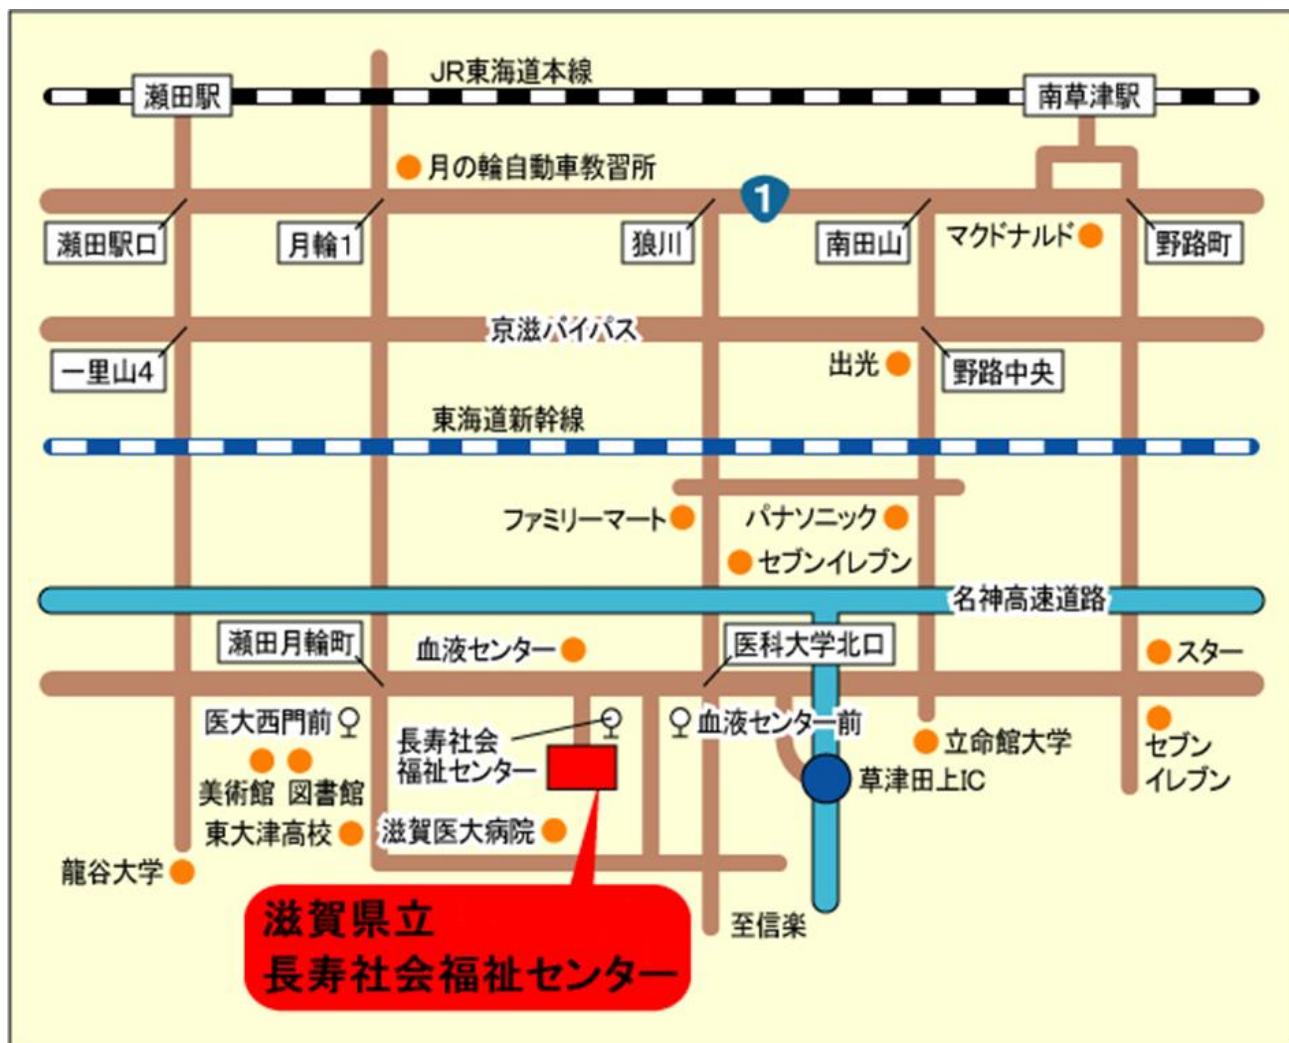 JR東海道本線
瀬田駅
南草津駅
月の輪自動車教習所
1
瀬田駅口
月輪1
狼川
南田山
マクドナルド
野路町
京滋バイパス
一里山4
出光
野路中央
東海道新幹線
ファミリーマート
パナソニック
セブンイレブン
名神高速道路
瀬田月輪町
血液センター
医科大学北口
スター
医大西門前
長寿社会
福祉センター
血液センター前
立命館大学
セブン
イレブン
美術館
図書館
草津田上IC
東大津高校
滋賀医大病院
龍谷大学
至信楽
滋賀県立
長寿社会福祉センター